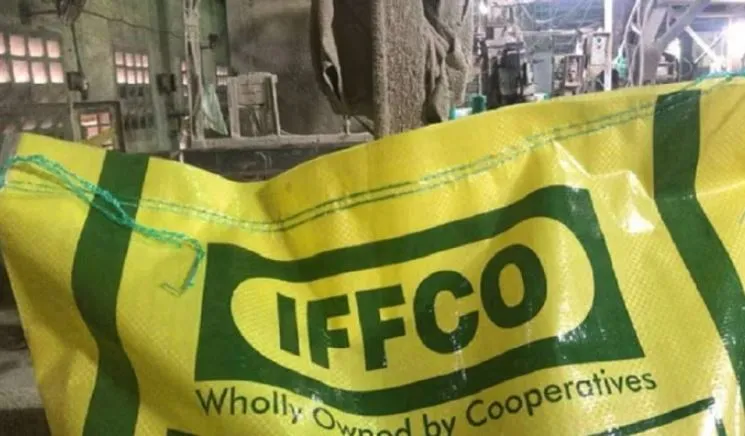 IFFCO
Wholly Owned by Cooperatives